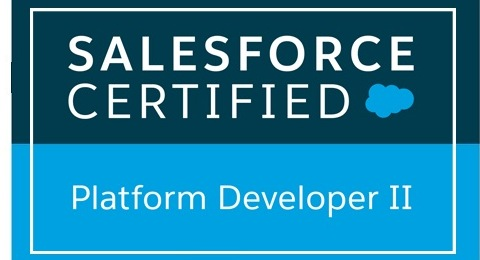 SALESFORCE
CERTIFIED
Platform Developer II